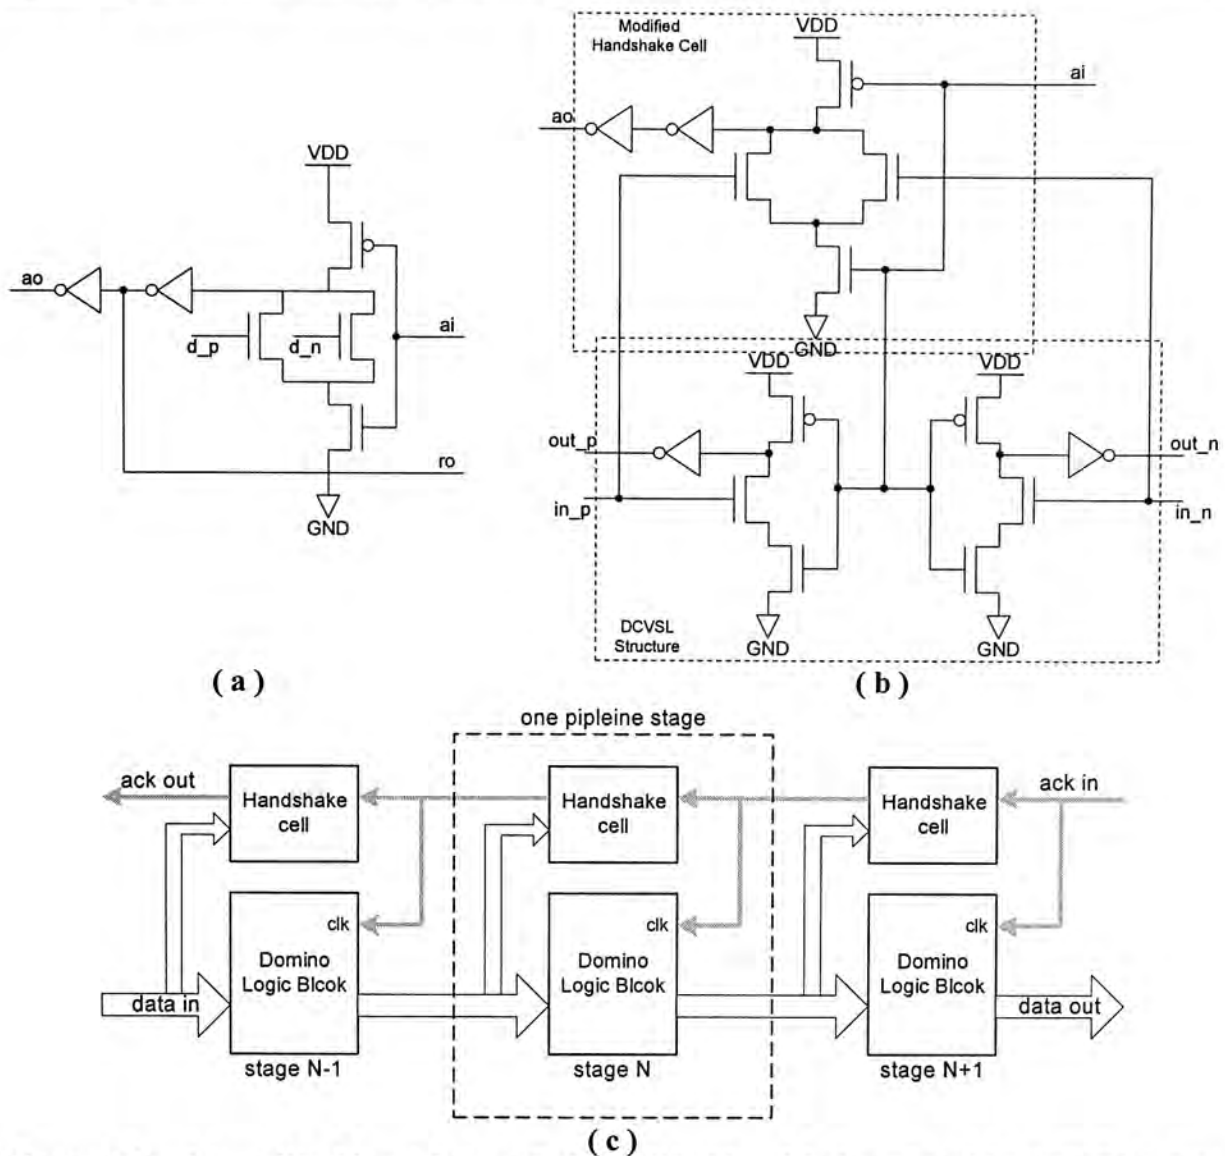 VDD
ao
d_p
d_n
ai
ro
GND
( a )
Modified
Handshake Cell
VDD
ai
ao
GND
VDD
VDD
out_p
out_n
in_p
in_n
DCVSL
Structure
GND
GND
( b )
one pipleine stage
ack out
Handshake
cell
Handshake
cell
Handshake
cell
ack in
clk
clk
clk
data in
Domino
Logic Blcok
Domino
Logic Blcok
Domino
Logic Blcok
data out
stage N-1
stage N
stage N+1
( c )